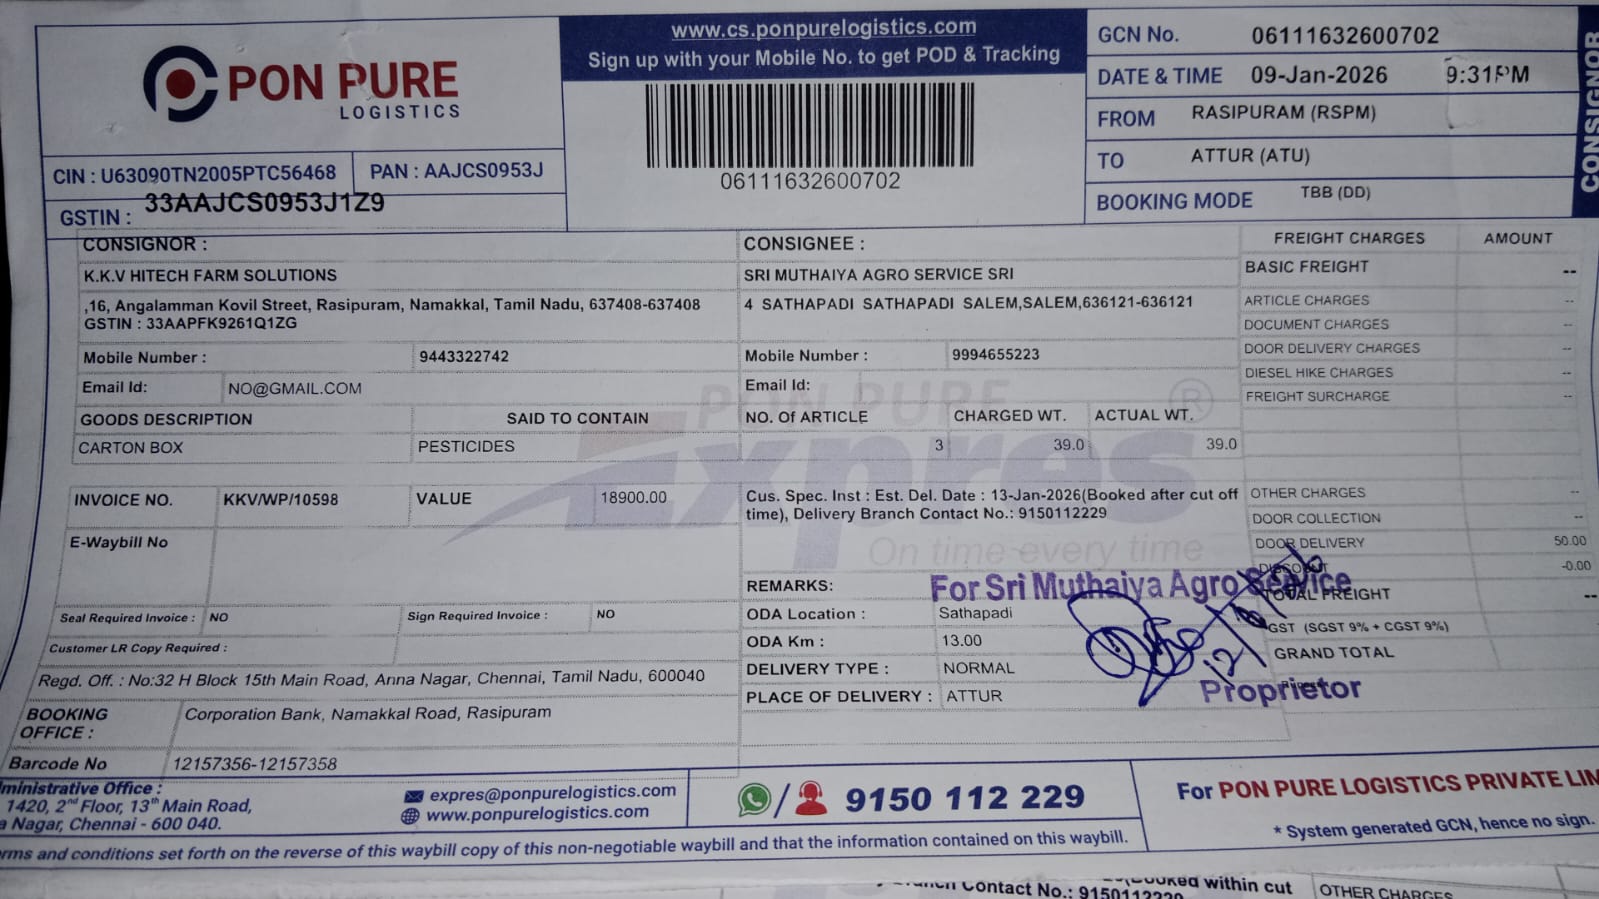 PON PURE
LOGISTICS
www.cs.ponpurelogistics.com
Sign up with your Mobile No. to get POD & Tracking
06111632600702
GCN No. 06111632600702
DATE & TIME 09-Jan-2026 9:31PM
FROM RASIPURAM (RSPM)
TO ATTUR (ATU)
BOOKING MODE TBB (DD)
CONSIGNOR
CIN : U63090TN2005PTC56468 PAN : AAJCS0953J
GSTIN : 33AAJCS0953J1Z9
CONSIGNOR :
K.K.V HITECH FARM SOLUTIONS
,16, Angalamman Kovil Street, Rasipuram, Namakkal, Tamil Nadu, 637408-637408
GSTIN : 33AAPFK9261Q1ZG
Mobile Number : 9443322742
Email Id: NO@GMAIL.COM
CONSIGNEE :
SRI MUTHAIYA AGRO SERVICE SRI
4 SATHAPADI SATHAPADI SALEM,SALEM,636121-636121
Mobile Number : 9994655223
Email Id:
GOODS DESCRIPTION SAID TO CONTAIN NO. Of ARTICLE CHARGED WT. ACTUAL WT.
CARTON BOX PESTICIDES 3 39.0 39.0
PON PURE
Expres
On time-every time
INVOICE NO. KKV/WP/10598 VALUE 18900.00
E-Waybill No
Seal Required Invoice : NO Sign Required Invoice : NO
Customer LR Copy Required :
Regd. Off. : No:32 H Block 15th Main Road, Anna Nagar, Chennai, Tamil Nadu, 600040
BOOKING OFFICE : Corporation Bank, Namakkal Road, Rasipuram
Barcode No 12157356-12157358
Cus. Spec. Inst : Est. Del. Date : 13-Jan-2026(Booked after cut off
time), Delivery Branch Contact No.: 9150112229
REMARKS:
ODA Location : Sathapadi
ODA Km : 13.00
DELIVERY TYPE : NORMAL
PLACE OF DELIVERY : ATTUR
For Sri Muthaiya Agro Service
Proprietor
FREIGHT CHARGES AMOUNT
BASIC FREIGHT --
ARTICLE CHARGES --
DOCUMENT CHARGES --
DOOR DELIVERY CHARGES --
DIESEL HIKE CHARGES --
FREIGHT SURCHARGE --
OTHER CHARGES --
DOOR COLLECTION --
DOOR DELIVERY 50.00
DISCOUNT -0.00
TOTAL FREIGHT --
GST (SGST 9% + CGST 9%)
GRAND TOTAL
ministrative Office :
1420, 2nd Floor, 13th Main Road,
a Nagar, Chennai - 600 040.
expres@ponpurelogistics.com
www.ponpurelogistics.com
9150 112 229
For PON PURE LOGISTICS PRIVATE LIM
* System generated GCN, hence no sign.
rms and conditions set forth on the reverse of this waybill copy of this non-negotiable waybill and that the information contained on this waybill.
Contact No.: 9150112229
within cut
OTHER CHARGES